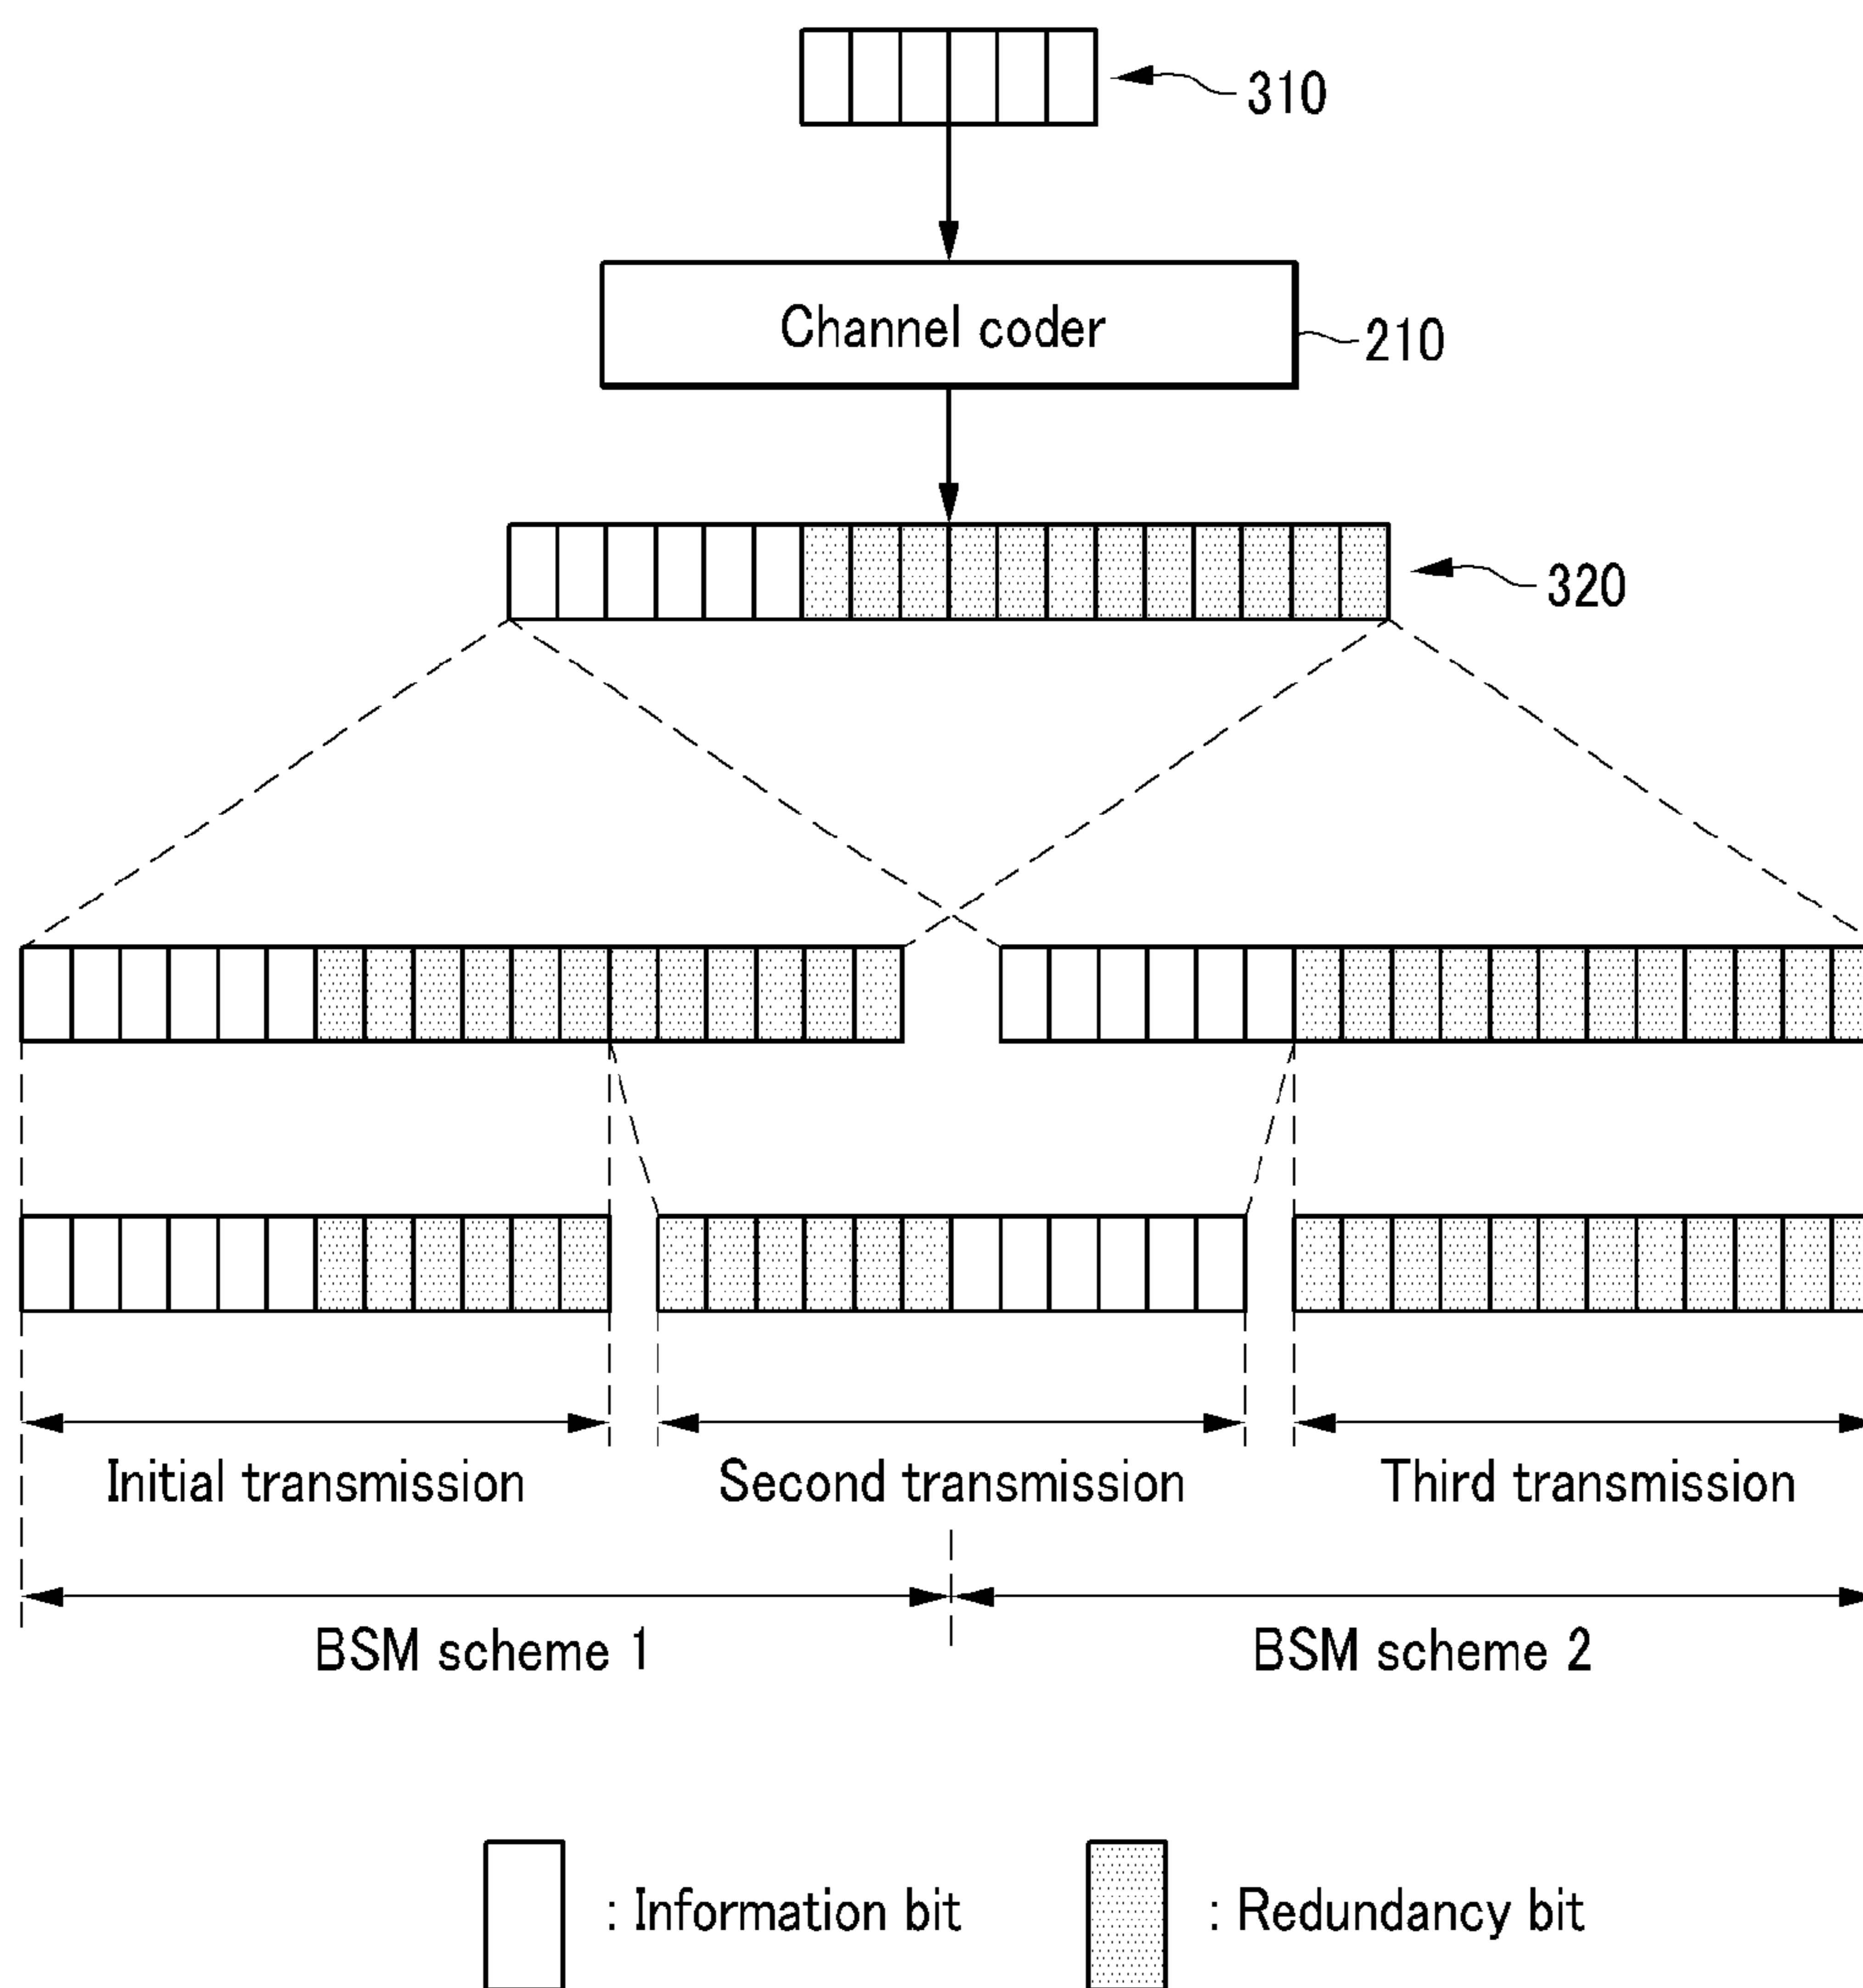 310
Channel coder
210
320
Initial transmission
Second transmission
Third transmission
BSM scheme 1
BSM scheme 2
: Information bit
: Redundancy bit